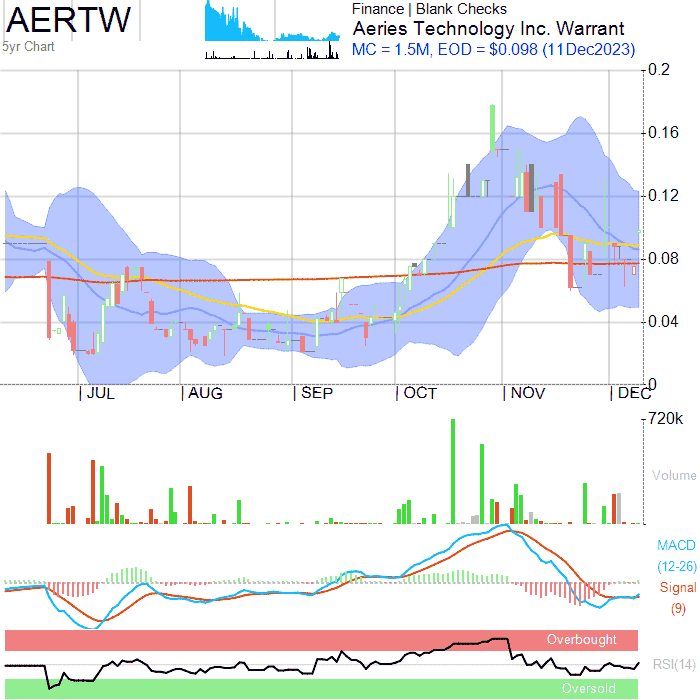 AERTW
5yr Chart
Finance | Blank Checks
Aeries Technology Inc. Warrant
MC = 1.5M, EOD = $0.098 (11Dec2023)
0.2
0.16
0.12
0.08
0.04
0
JUL AUG SEP OCT NOV DEC
720k
Volume
MACD
(12-26)
Signal
(9)
Overbought
RSI(14)
Oversold